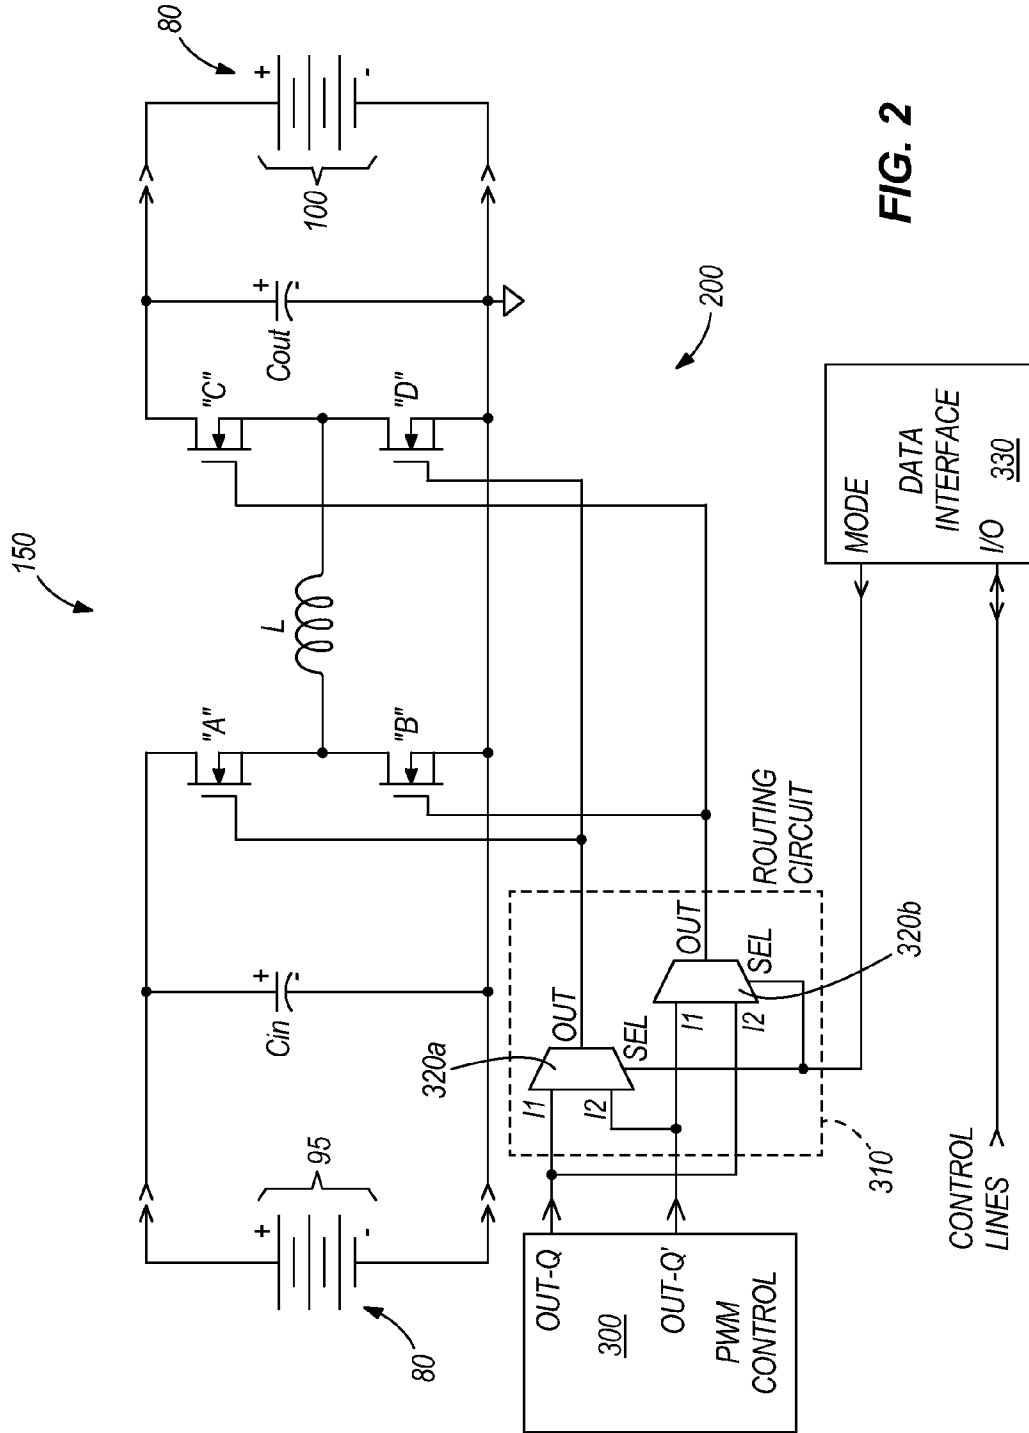 150
80
80
95
100
+
-
+
-
Cin
+
-
Cout
+
-
"A"
"B"
L
"C"
"D"
200
OUT-Q
300
OUT-Q'
PWM
CONTROL
I1
I2
320a
OUT
SEL
I1
I2
OUT
SEL
320b
ROUTING
CIRCUIT
310
MODE
DATA
INTERFACE
330
I/O
CONTROL
LINES
FIG. 2